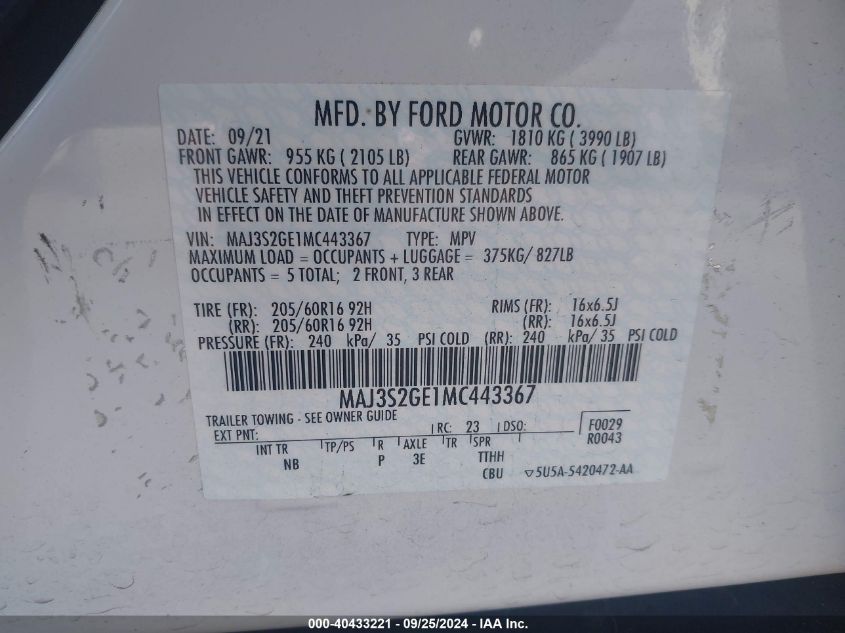 MFD. BY FORD MOTOR CO.
DATE: 09/21 GVWR: 1810 KG ( 3990 LB)
FRONT GAWR: 955 KG ( 2105 LB) REAR GAWR: 865 KG ( 1907 LB)
THIS VEHICLE CONFORMS TO ALL APPLICABLE FEDERAL MOTOR
VEHICLE SAFETY AND THEFT PREVENTION STANDARDS
IN EFFECT ON THE DATE OF MANUFACTURE SHOWN ABOVE.
VIN: MAJ3S2GE1MC443367 TYPE: MPV
MAXIMUM LOAD = OCCUPANTS + LUGGAGE = 375KG/ 827LB
OCCUPANTS = 5 TOTAL; 2 FRONT, 3 REAR
TIRE (FR): 205/60R16 92H RIMS (FR): 16x6.5J
(RR): 205/60R16 92H (RR): 16x6.5J
PRESSURE (FR): 240 kPa/ 35 PSI COLD (RR): 240 kPa/ 35 PSI COLD
MAJ3S2GE1MC443367
TRAILER TOWING - SEE OWNER GUIDE
EXT PNT: RC: 23 DSO: F0029
R0043
INT TR TP/PS R AXLE TR SPR
NB P 3E TTHH
CBU ▽5U5A-5420472-AA
000-40433221 - 09/25/2024 - IAA Inc.